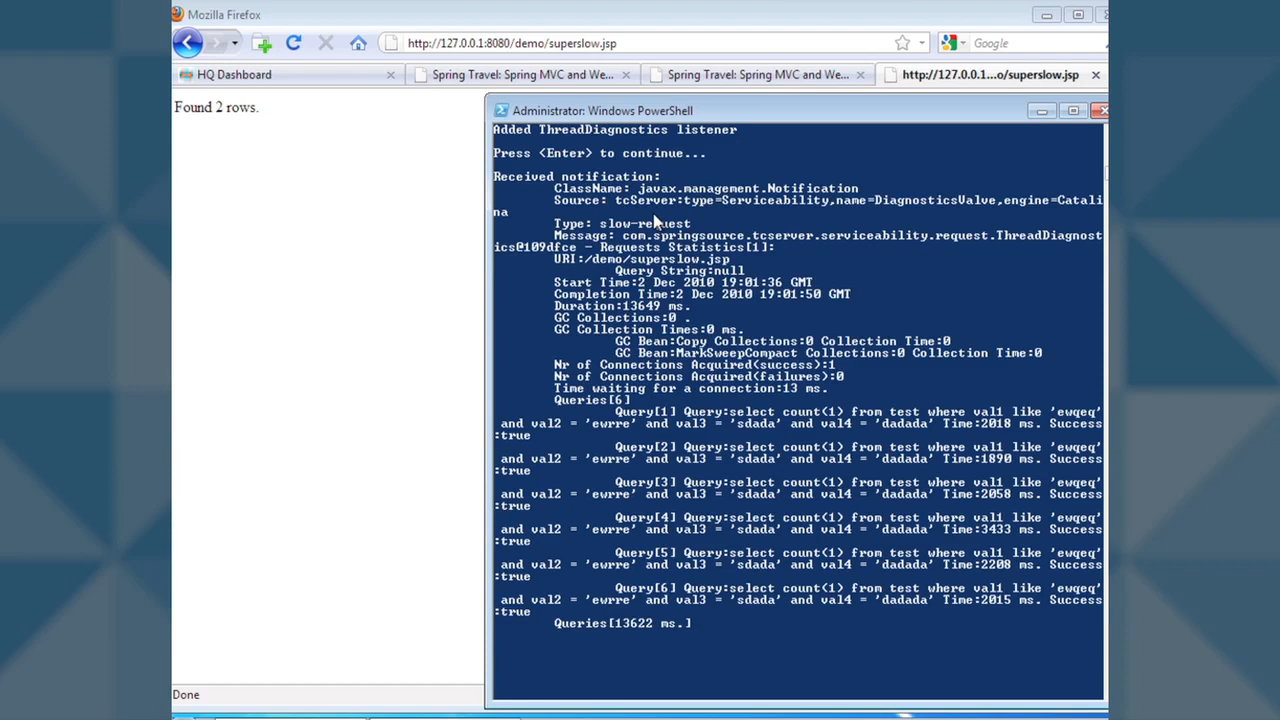 Mozilla Firefox
http://127.0.0.1:8080/demo/superslow.jsp
Google
HQ Dashboard
Spring Travel: Spring MVC and We...
Spring Travel: Spring MVC and We...
http://127.0.0.1...o/superslow.jsp
Found 2 rows.
Administrator: Windows PowerShell
Added ThreadDiagnostics listener
Press <Enter> to continue...
Received notification:
ClassName: javax.management.Notification
Source: tcServer:type=Serviceability,name=DiagnosticsValve,engine=Catali
na
Type: slow-request
Message: com.springsource.tcserver.serviceability.request.ThreadDiagnost
ics@109dfce - Requests Statistics[1]:
URI:/demo/superslow.jsp
Query String:null
Start Time:2 Dec 2010 19:01:36 GMT
Completion Time:2 Dec 2010 19:01:50 GMT
Duration:13649 ms.
GC Collections:0 .
GC Collection Times:0 ms.
GC Bean:Copy Collections:0 Collection Time:0
GC Bean:MarkSweepCompact Collections:0 Collection Time:0
Nr of Connections Acquired(success):1
Nr of Connections Acquired(failures):0
Time waiting for a connection:13 ms.
Queries[6]
Query[1] Query:select count(1) from test where val1 like 'ewqeq'
and val2 = 'ewrre' and val3 = 'sdada' and val4 = 'dadada' Time:2018 ms. Success
:true
Query[2] Query:select count(1) from test where val1 like 'ewqeq'
and val2 = 'ewrre' and val3 = 'sdada' and val4 = 'dadada' Time:1890 ms. Success
:true
Query[3] Query:select count(1) from test where val1 like 'ewqeq'
and val2 = 'ewrre' and val3 = 'sdada' and val4 = 'dadada' Time:2058 ms. Success
:true
Query[4] Query:select count(1) from test where val1 like 'ewqeq'
and val2 = 'ewrre' and val3 = 'sdada' and val4 = 'dadada' Time:3433 ms. Success
:true
Query[5] Query:select count(1) from test where val1 like 'ewqeq'
and val2 = 'ewrre' and val3 = 'sdada' and val4 = 'dadada' Time:2208 ms. Success
:true
Query[6] Query:select count(1) from test where val1 like 'ewqeq'
and val2 = 'ewrre' and val3 = 'sdada' and val4 = 'dadada' Time:2015 ms. Success
:true
Queries[13622 ms.]
Done